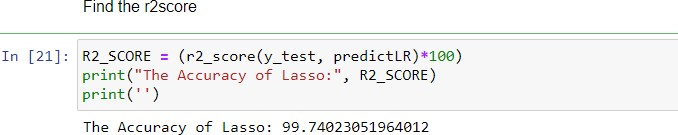 Find the r2score
In [21]: R2_SCORE = (r2_score(y_test, predictLR)*100)
print("The Accuracy of Lasso:", R2_SCORE)
print('')
The Accuracy of Lasso: 99.74023051964012